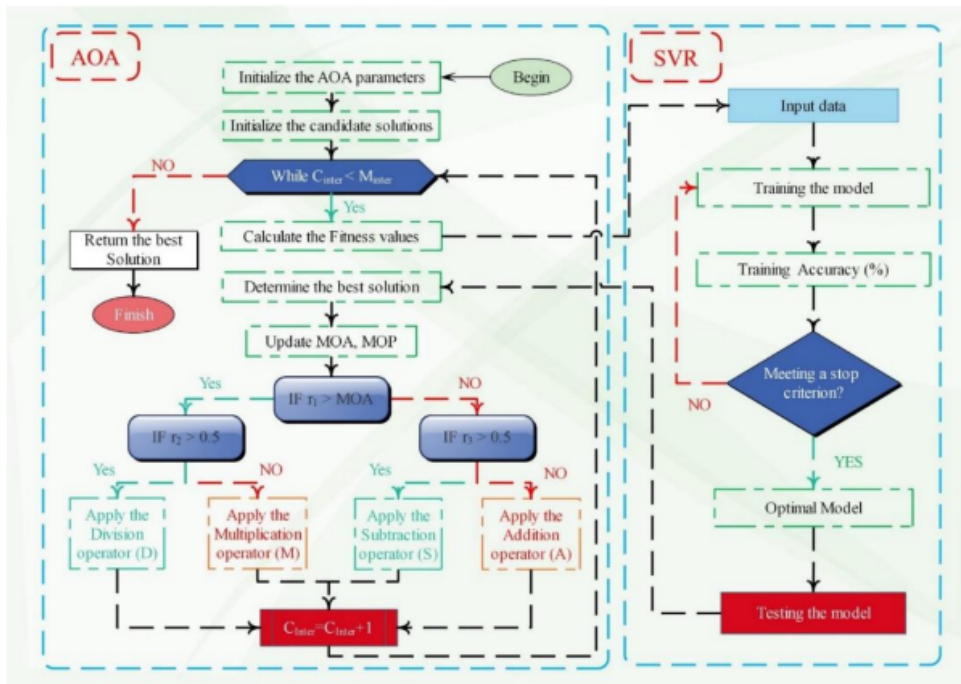 AOA
Begin
Initialize the AOA parameters
Initialize the candidate solutions
NO
While C_inter < M_inter
Yes
Return the best
Solution
Calculate the Fitness values
Determine the best solution
Finish
Update MOA, MOP
Yes
IF r₁ > MOA
NO
IF r₂ > 0.5
IF r₃ > 0.5
Yes
NO
Yes
NO
Apply the
Division
operator (D)
Apply the
Multiplication
operator (M)
Apply the
Subtraction
operator (S)
Apply the
Addition
operator (A)
C_Inter=C_Inter+1
SVR
Input data
Training the model
Training Accuracy (%)
Meeting a stop
criterion?
NO
YES
Optimal Model
Testing the model